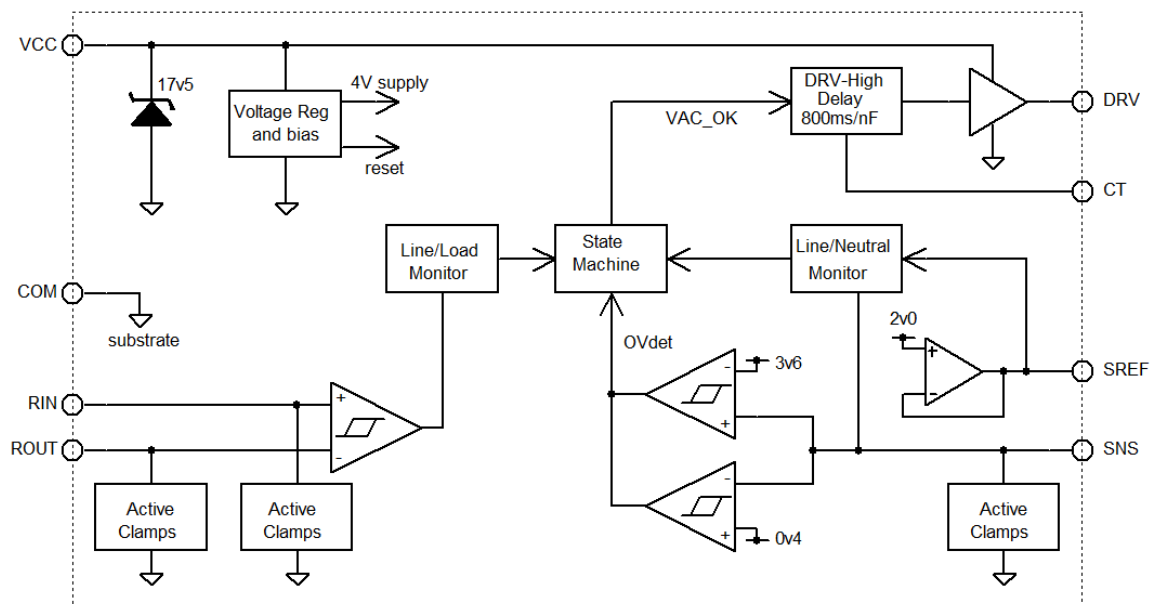 VCC
17v5
Voltage Reg
and bias
4V supply
reset
VAC_OK
DRV-High
Delay
800ms/nF
DRV
CT
Line/Load
Monitor
State
Machine
Line/Neutral
Monitor
COM
substrate
OVdet
2v0
+
-
SREF
3v6
-
+
RIN
+
ROUT
-
SNS
-
+
0v4
Active
Clamps
Active
Clamps
Active
Clamps